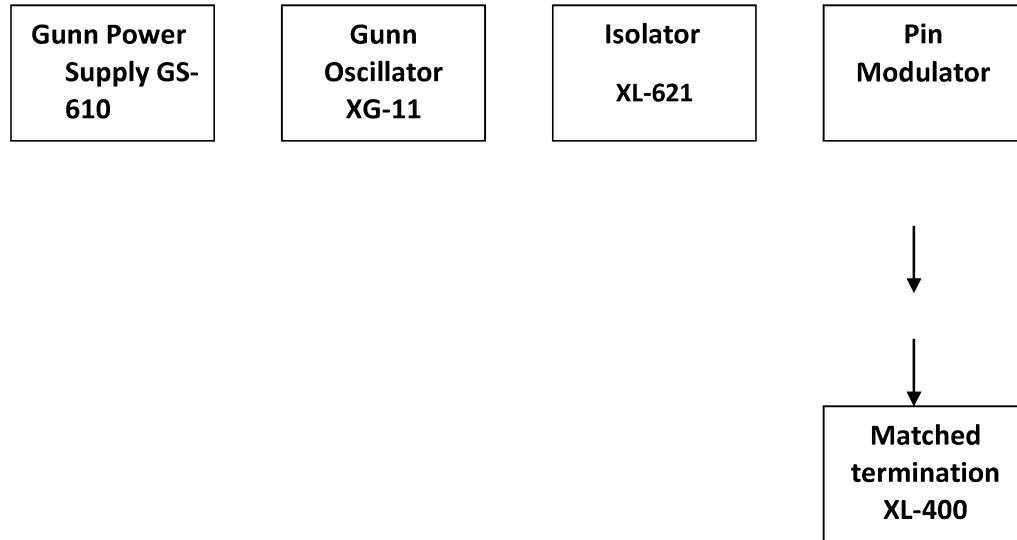 Gunn Power
Supply GS-
610
Gunn
Oscillator
XG-11
Isolator
XL-621
Pin
Modulator
Matched
termination
XL-400